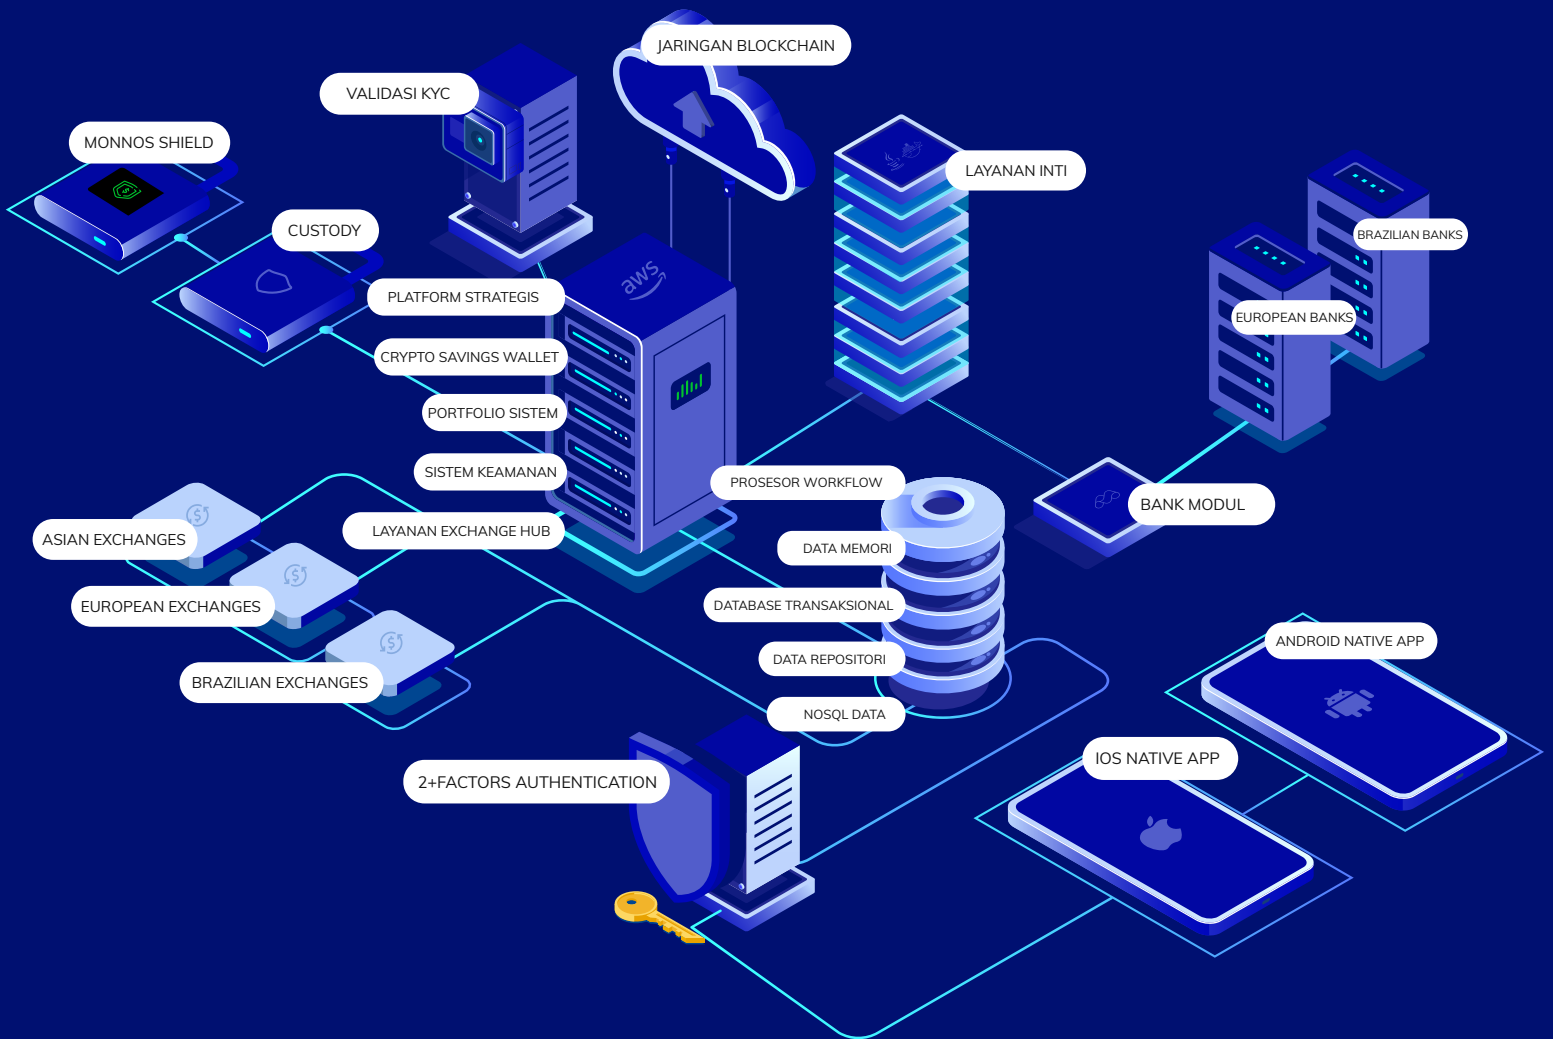 JARINGAN BLOCKCHAIN
VALIDASI KYC
MONNOS SHIELD
LAYANAN INTI
CUSTODY
BRAZILIAN BANKS
aws
PLATFORM STRATEGIS
EUROPEAN BANKS
CRYPTO SAVINGS WALLET
PORTFOLIO SISTEM
SISTEM KEAMANAN
PROSESOR WORKFLOW
BANK MODUL
LAYANAN EXCHANGE HUB
ASIAN EXCHANGES
DATA MEMORI
EUROPEAN EXCHANGES
DATABASE TRANSAKSIONAL
ANDROID NATIVE APP
DATA REPOSITORI
BRAZILIAN EXCHANGES
NOSQL DATA
IOS NATIVE APP
2+FACTORS AUTHENTICATION